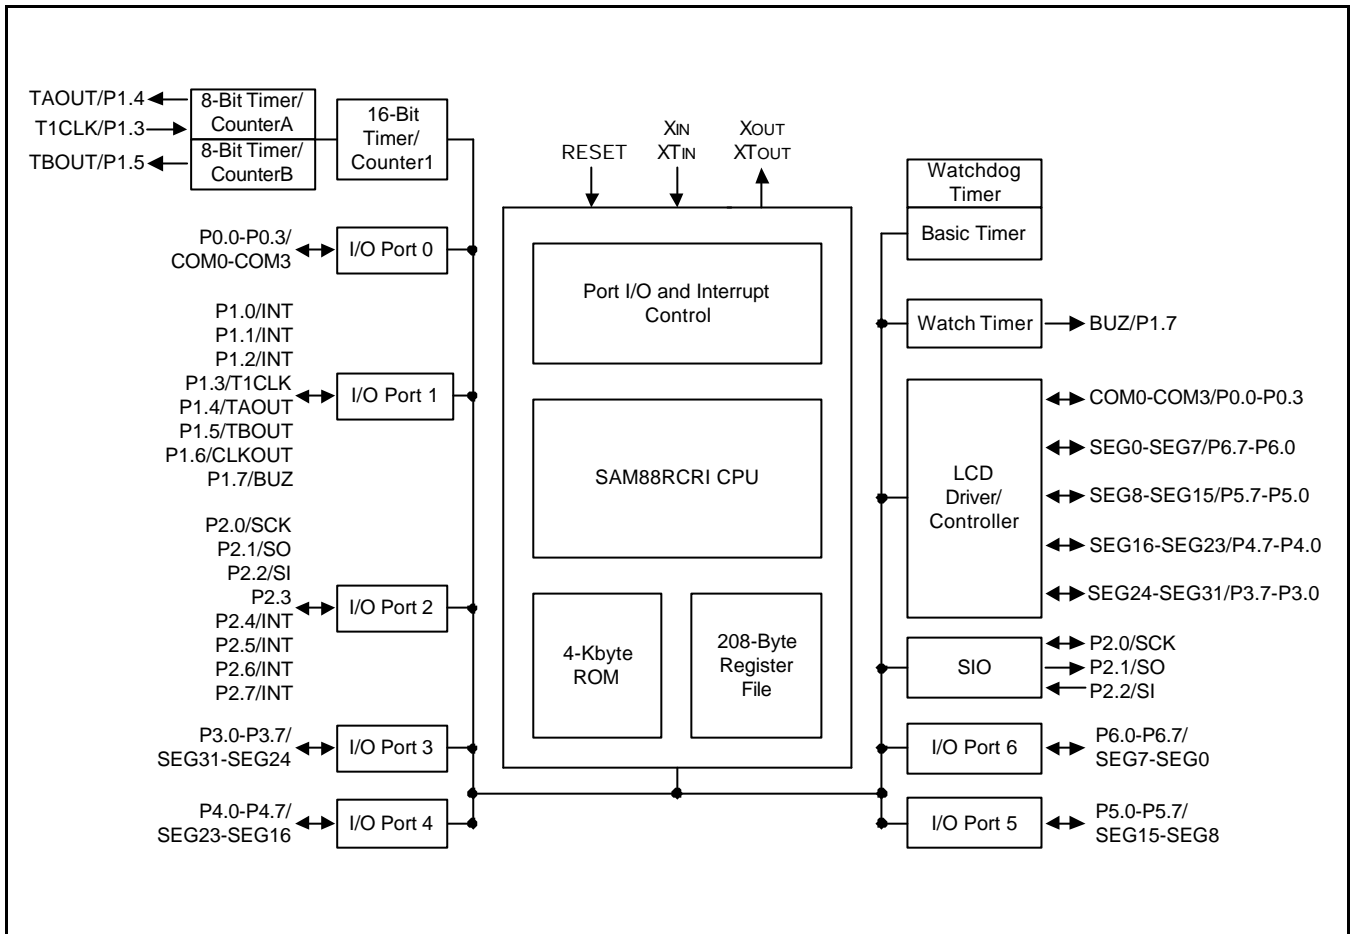 TAOUT/P1.4
T1CLK/P1.3
TBOUT/P1.5
8-Bit Timer/
CounterA
8-Bit Timer/
CounterB
16-Bit
Timer/
Counter1
P0.0-P0.3/
COM0-COM3
I/O Port 0
P1.0/INT
P1.1/INT
P1.2/INT
P1.3/T1CLK
P1.4/TAOUT
P1.5/TBOUT
P1.6/CLKOUT
P1.7/BUZ
I/O Port 1
P2.0/SCK
P2.1/SO
P2.2/SI
P2.3
P2.4/INT
P2.5/INT
P2.6/INT
P2.7/INT
I/O Port 2
P3.0-P3.7/
SEG31-SEG24
I/O Port 3
P4.0-P4.7/
SEG23-SEG16
I/O Port 4
RESET
XIN
XTIN
XOUT
XTOUT
Port I/O and Interrupt
Control
SAM88RCRI CPU
4-Kbyte
ROM
208-Byte
Register
File
Watchdog
Timer
Basic Timer
Watch Timer
BUZ/P1.7
LCD
Driver/
Controller
COM0-COM3/P0.0-P0.3
SEG0-SEG7/P6.7-P6.0
SEG8-SEG15/P5.7-P5.0
SEG16-SEG23/P4.7-P4.0
SEG24-SEG31/P3.7-P3.0
SIO
P2.0/SCK
P2.1/SO
P2.2/SI
I/O Port 6
P6.0-P6.7/
SEG7-SEG0
I/O Port 5
P5.0-P5.7/
SEG15-SEG8